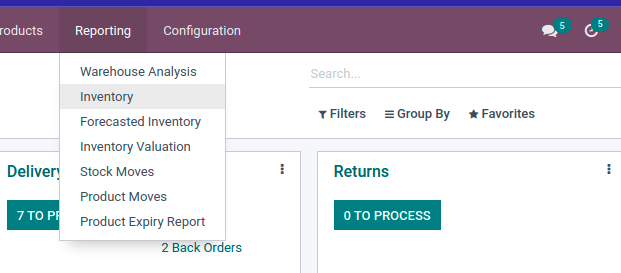 roducts Reporting Configuration 5 5
Warehouse Analysis
Inventory
Forecasted Inventory
Inventory Valuation
Stock Moves
Product Moves
Product Expiry Report
Search...
Filters Group By Favorites
Delivery
7 TO PR
2 Back Orders
Returns
0 TO PROCESS